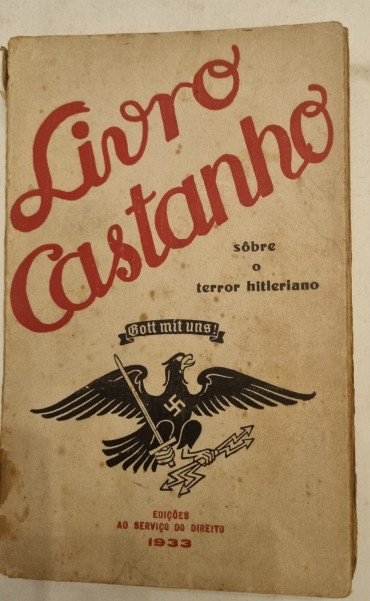 Livro
Castanho
sôbre
o
terror hitleriano
Gott mit uns!
EDIÇÕES
AO SERVIÇO DO DIREITO
1933